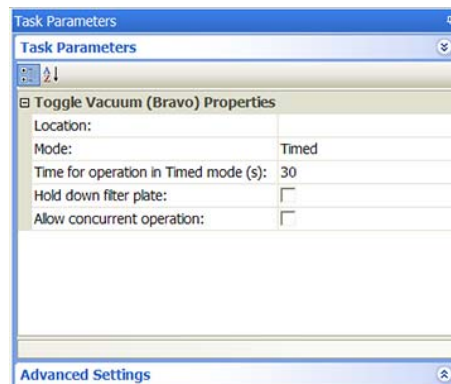 Task Parameters
Task Parameters
Toggle Vacuum (Bravo) Properties
Location:
Mode: Timed
Time for operation in Timed mode (s): 30
Hold down filter plate:
Allow concurrent operation:
Advanced Settings